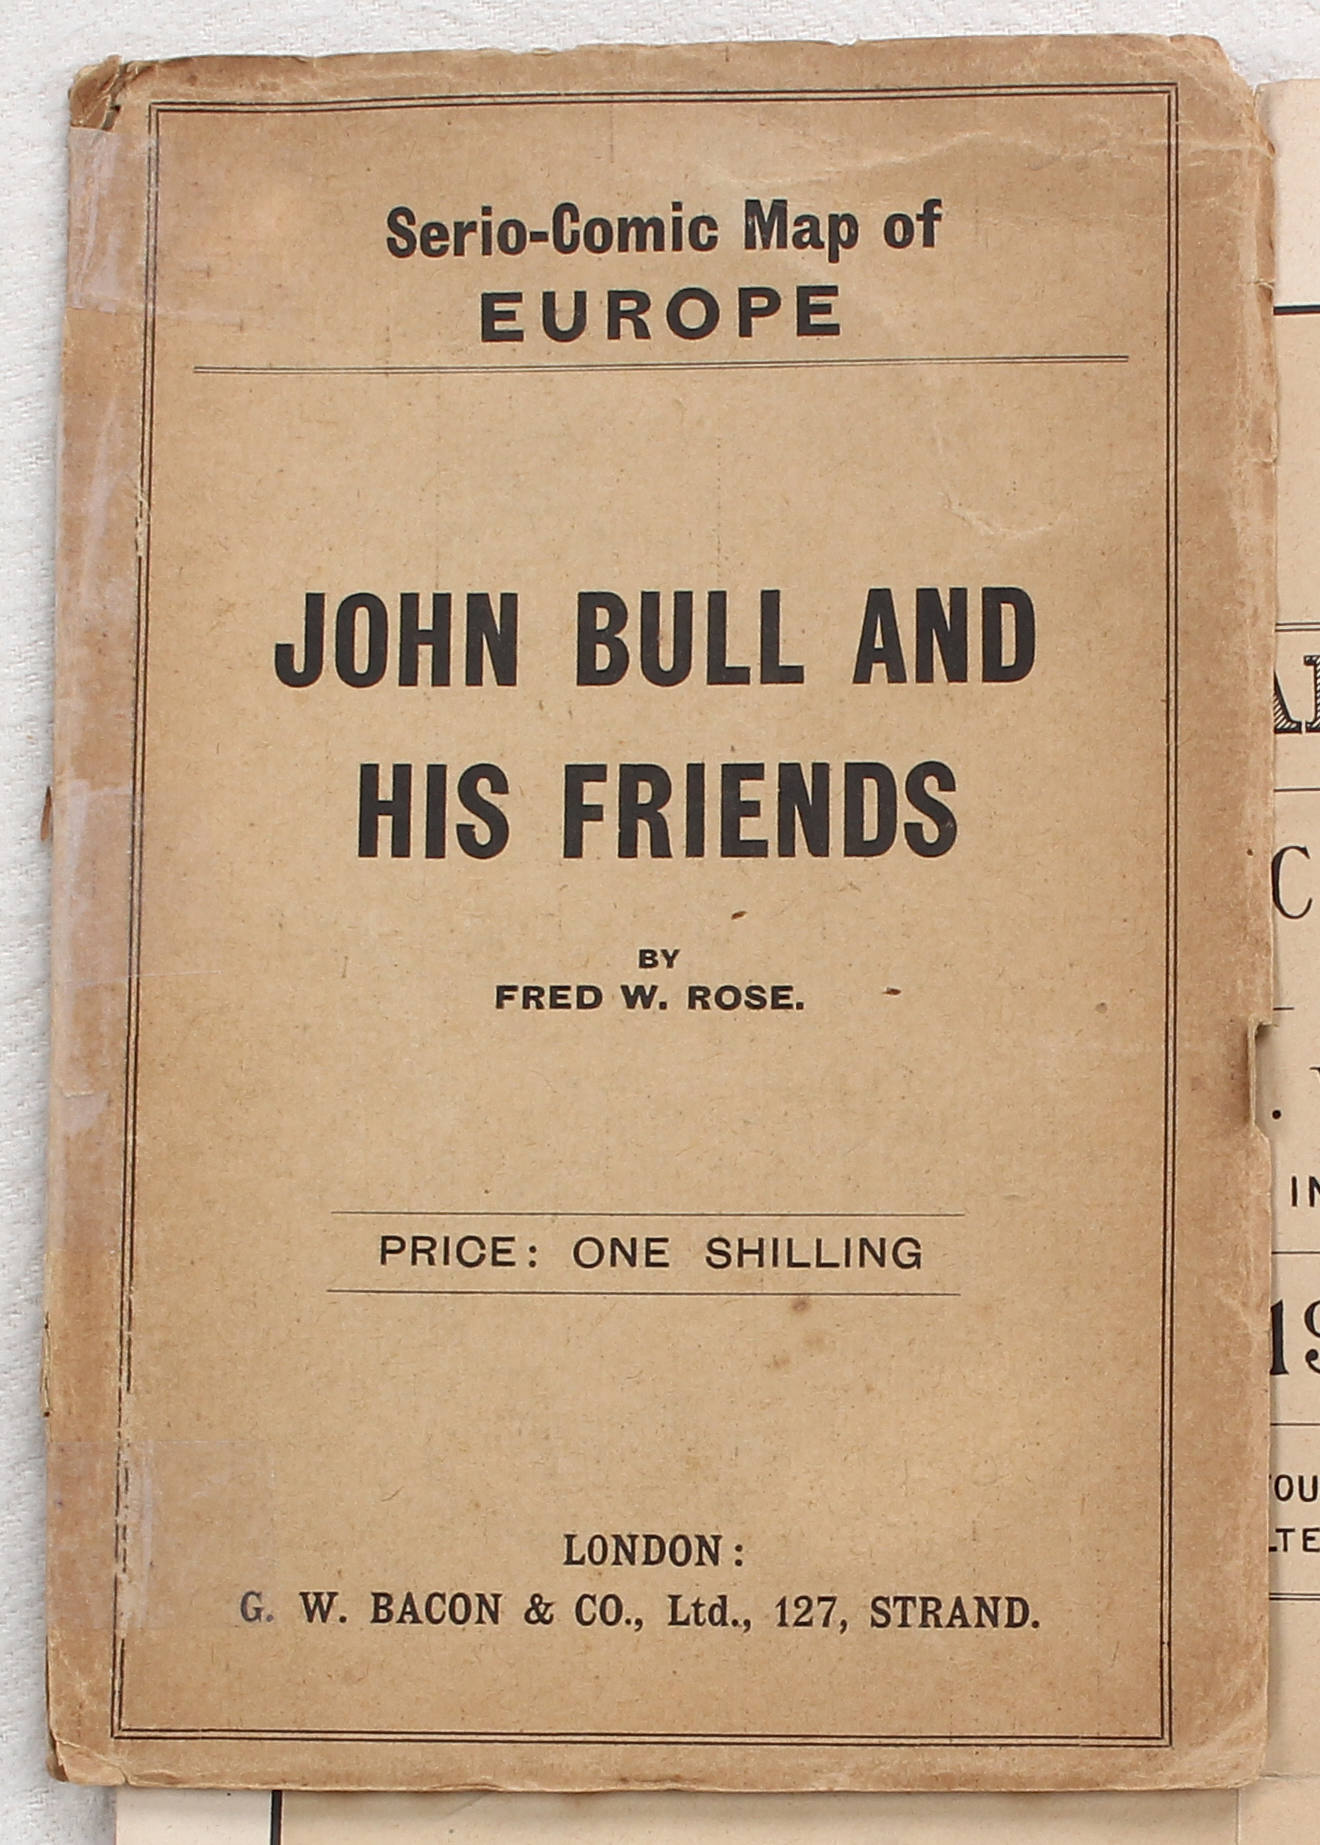 Serio-Comic Map of
EUROPE
JOHN BULL AND
HIS FRIENDS
BY
FRED W. ROSE.
PRICE: ONE SHILLING
LONDON:
G. W. BACON & CO., Ltd., 127, STRAND.